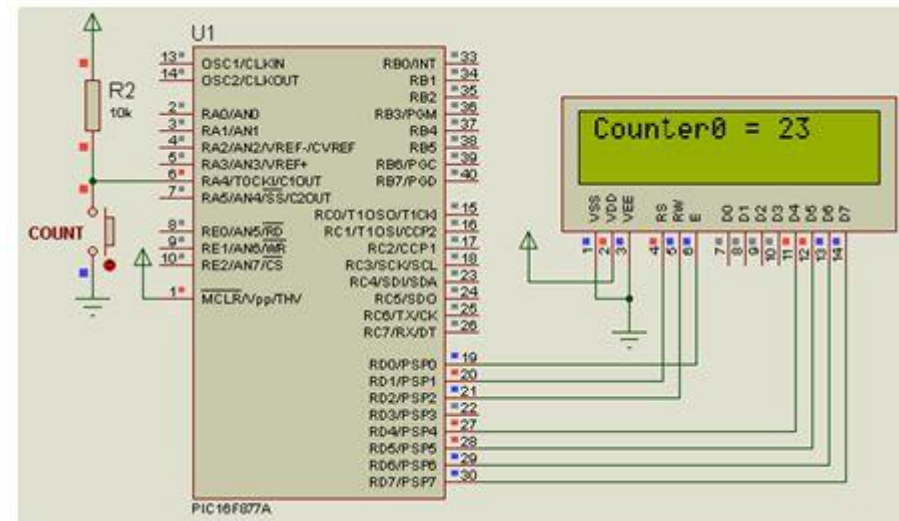 U1
R2
10k
COUNT
13 OSC1/CLKIN
14 OSC2/CLKOUT
2 RA0/AN0
3 RA1/AN1
4 RA2/AN2/VREF-/CVREF
5 RA3/AN3/VREF+
6 RA4/T0CKI/C1OUT
7 RA5/AN4/SS/C2OUT
8 RE0/AN5/RD
9 RE1/AN6/WR
10 RE2/AN7/CS
1 MCLR/Vpp/THV
RB0/INT 33
RB1 34
RB2 35
RB3/PGM 36
RB4 37
RB5 38
RB6/PGC 39
RB7/PGD 40
RC0/T1OSO/T1CKI 15
RC1/T1OSI/CCP2 16
RC2/CCP1 17
RC3/SCK/SCL 18
RC4/SDI/SDA 23
RC5/SDO 24
RC6/TX/CK 25
RC7/RX/DT 26
RD0/PSP0 19
RD1/PSP1 20
RD2/PSP2 21
RD3/PSP3 22
RD4/PSP4 27
RD5/PSP5 28
RD6/PSP6 29
RD7/PSP7 30
PIC16F877A
Counter0 = 23
VSS VDD VEE RS RW E D0 D1 D2 D3 D4 D5 D6 D7
1 2 3 4 5 6 7 8 9 10 11 12 13 14